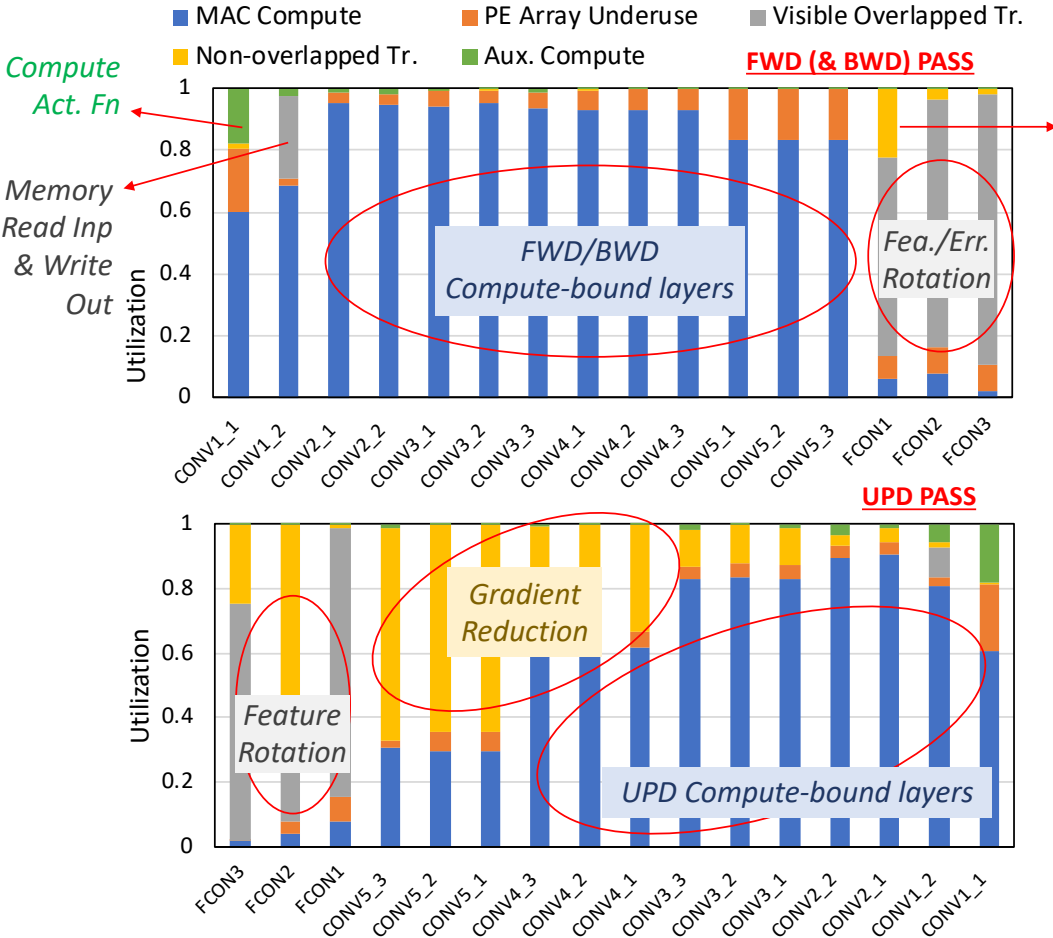 MAC Compute
PE Array Underuse
Visible Overlapped Tr.
Non-overlapped Tr.
Aux. Compute
FWD (& BWD) PASS
Compute
Act. Fn
Memory
Read Inp
& Write
Out
Utilization
1
0.8
0.6
0.4
0.2
0
FWD/BWD
Compute-bound layers
Fea./Err.
Rotation
CONV1_1
CONV1_2
CONV2_1
CONV2_2
CONV3_1
CONV3_2
CONV3_3
CONV4_1
CONV4_2
CONV4_3
CONV5_1
CONV5_2
CONV5_3
FCON1
FCON2
FCON3
UPD PASS
Utilization
1
0.8
0.6
0.4
0.2
0
Gradient
Reduction
Feature
Rotation
UPD Compute-bound layers
FCON3
FCON2
FCON1
CONV5_3
CONV5_2
CONV5_1
CONV4_3
CONV4_2
CONV4_1
CONV3_3
CONV3_2
CONV3_1
CONV2_2
CONV2_1
CONV1_2
CONV1_1